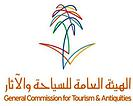 الهيئة العامة للسياحة والآثار
General Commission for Tourism & Antiquities